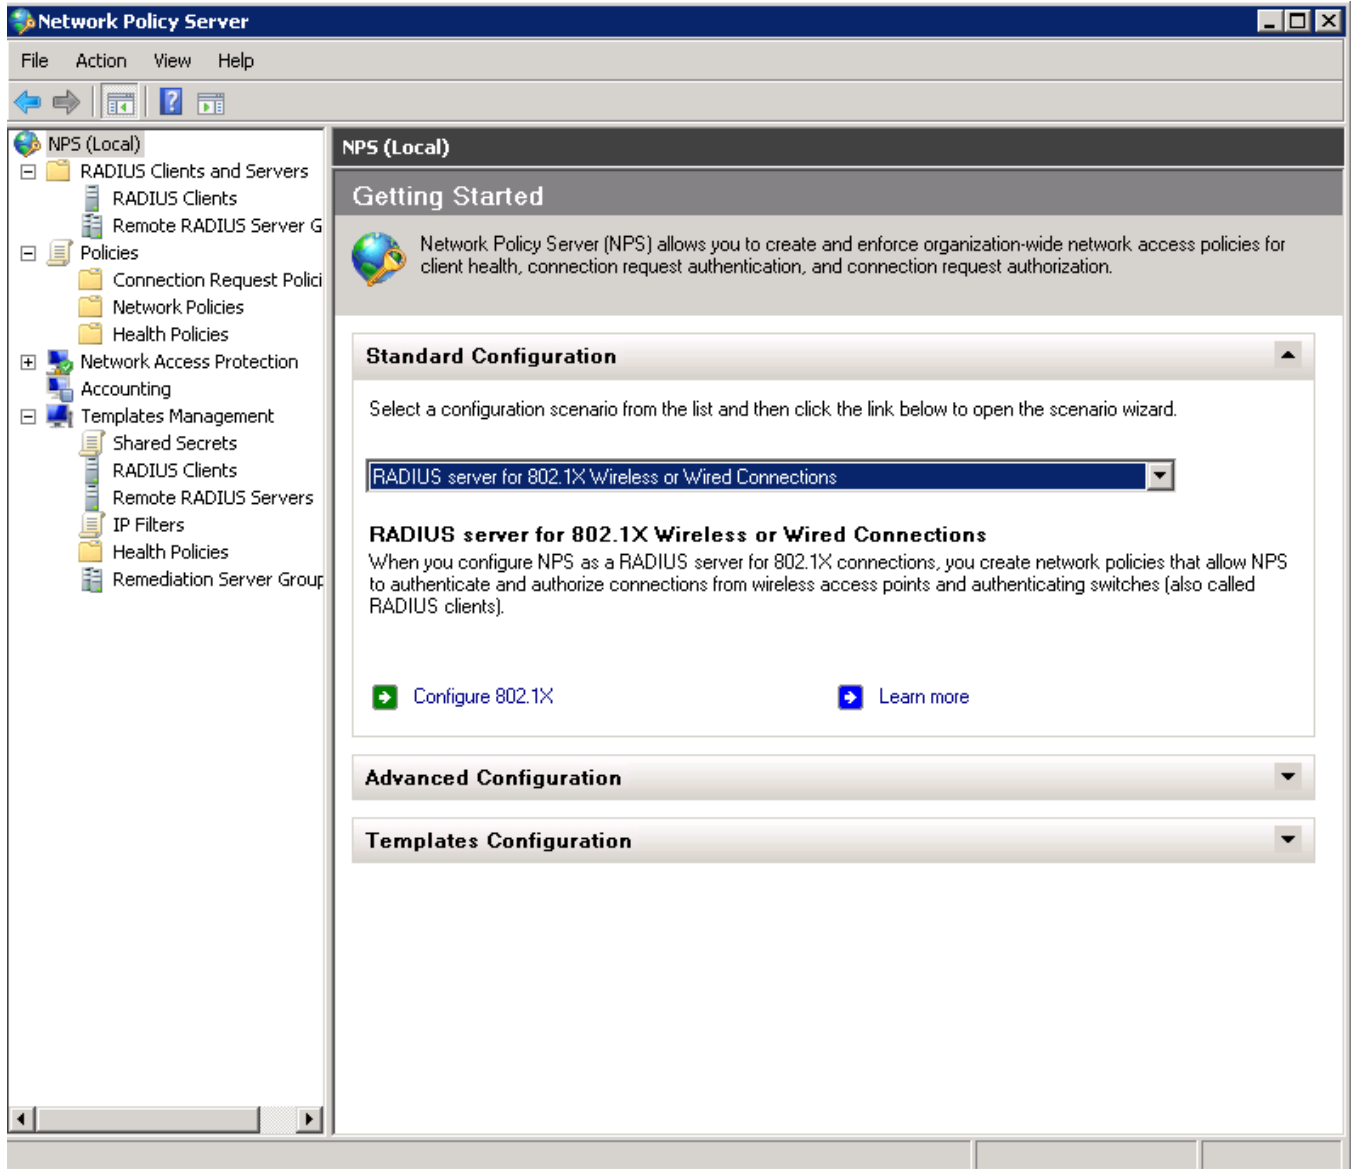 Network Policy Server
File Action View Help
NPS (Local)
RADIUS Clients and Servers
RADIUS Clients
Remote RADIUS Server G
Policies
Connection Request Polici
Network Policies
Health Policies
Network Access Protection
Accounting
Templates Management
Shared Secrets
RADIUS Clients
Remote RADIUS Servers
IP Filters
Health Policies
Remediation Server Group
NPS (Local)
Getting Started
Network Policy Server (NPS) allows you to create and enforce organization-wide network access policies for
client health, connection request authentication, and connection request authorization.
Standard Configuration
Select a configuration scenario from the list and then click the link below to open the scenario wizard.
RADIUS server for 802.1X Wireless or Wired Connections
RADIUS server for 802.1X Wireless or Wired Connections
When you configure NPS as a RADIUS server for 802.1X connections, you create network policies that allow NPS
to authenticate and authorize connections from wireless access points and authenticating switches (also called
RADIUS clients).
Configure 802.1X
Learn more
Advanced Configuration
Templates Configuration